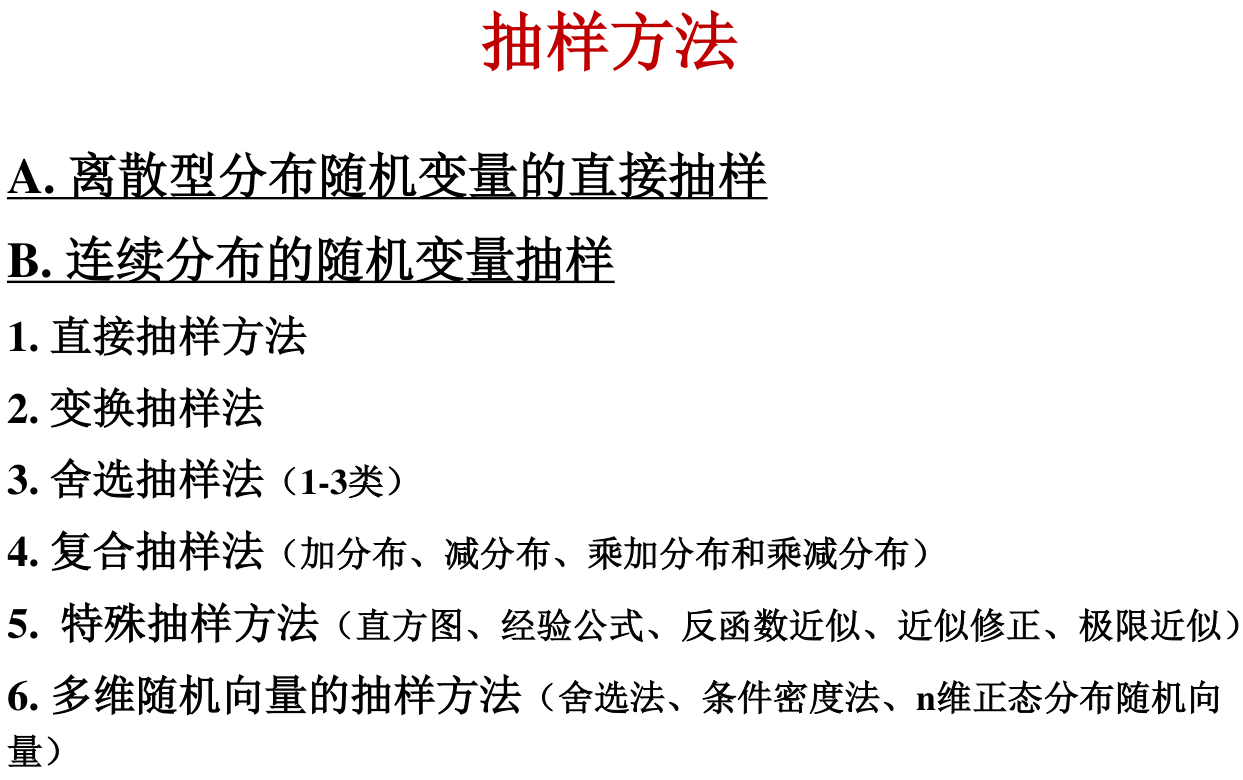 抽样方法
A. 离散型分布随机变量的直接抽样
B. 连续分布的随机变量抽样
1. 直接抽样方法
2. 变换抽样法
3. 舍选抽样法（1-3类）
4. 复合抽样法（加分布、减分布、乘加分布和乘减分布）
5. 特殊抽样方法（直方图、经验公式、反函数近似、近似修正、极限近似）
6. 多维随机向量的抽样方法（舍选法、条件密度法、n维正态分布随机向
量）